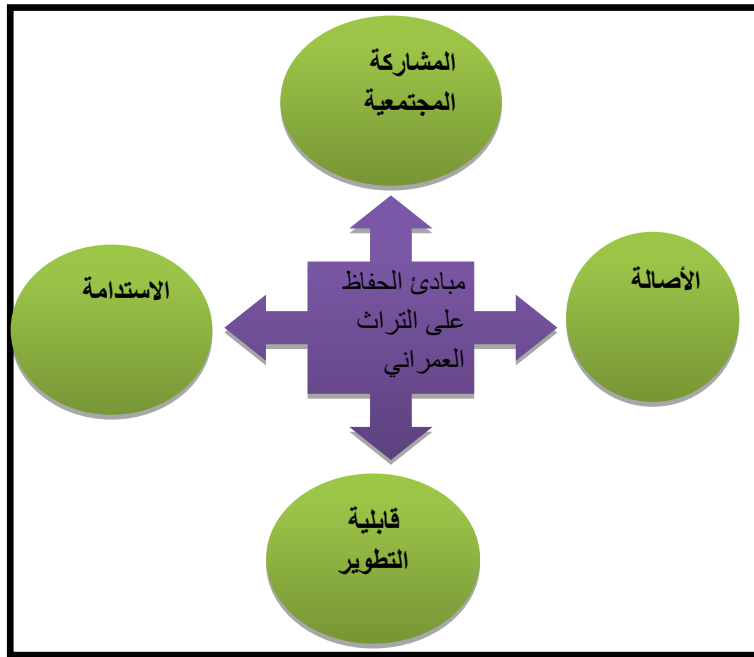 المشاركة
المجتمعية
الأصالة
مبادئ الحفاظ
على التراث
العمراني
الاستدامة
قابلية
التطوير